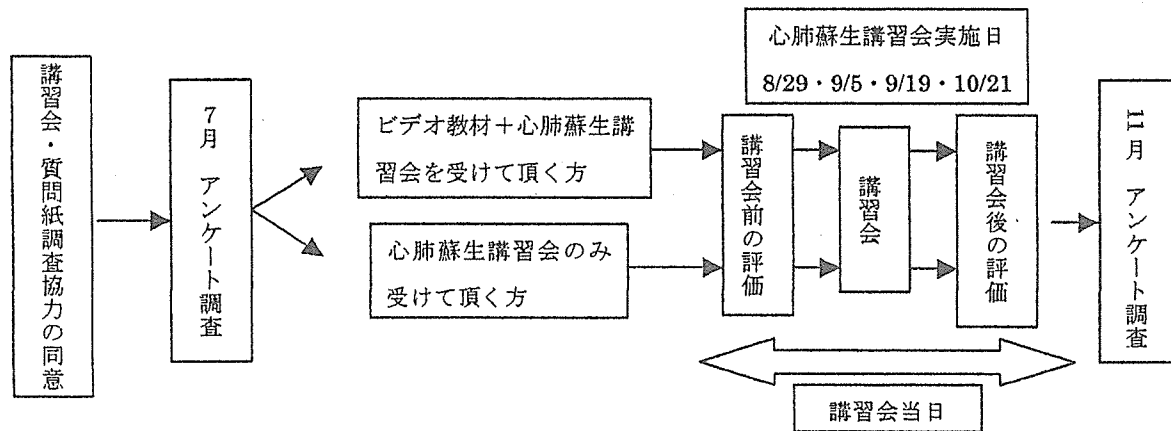 講習会・質問紙調査協力の同意
7月 アンケート調査
ビデオ教材+心肺蘇生講
習会を受けて頂く方
心肺蘇生講習会のみ
受けて頂く方
心肺蘇生講習会実施日
8/29・9/5・9/19・10/21
講習会前の評価
講習会
講習会後の評価
講習会当日
11月 アンケート調査